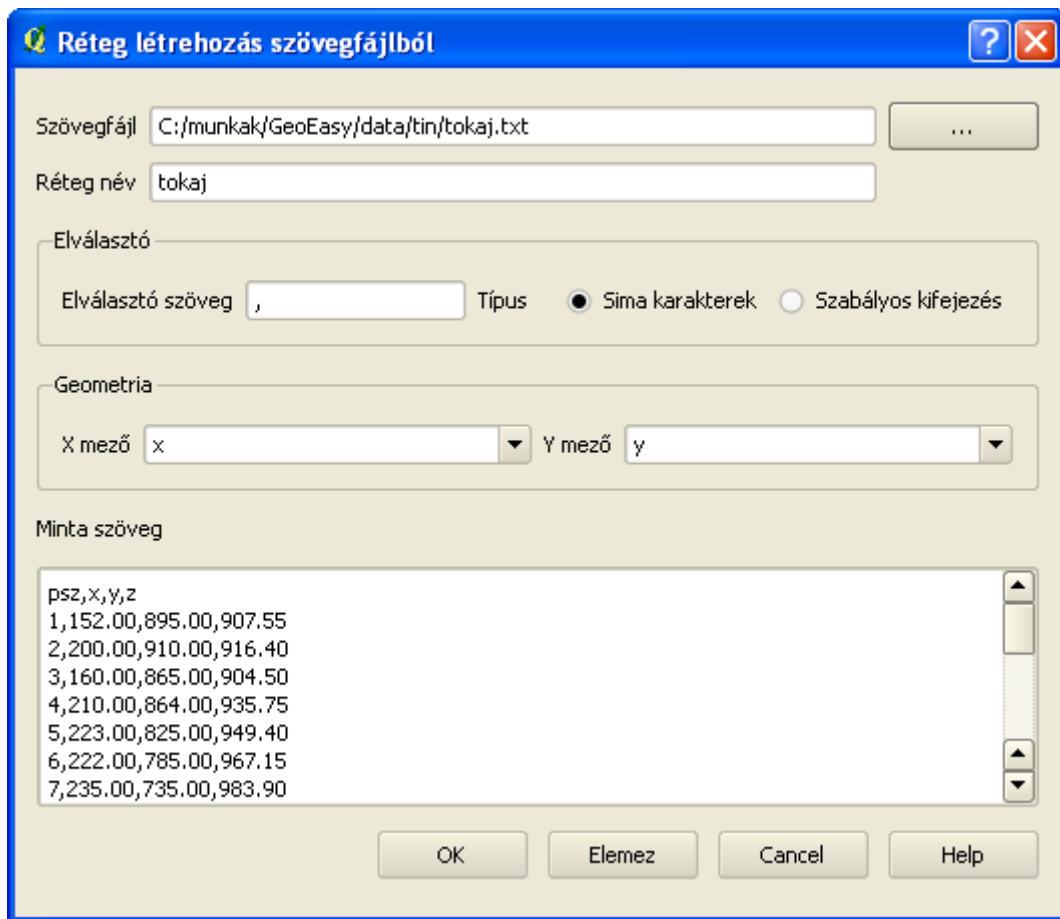 Réteg létrehozás szövegfájlból
Szövegfájl C:/munkak/GeoEasy/data/tin/tokaj.txt ...
Réteg név tokaj
Elválasztó
Elválasztó szöveg , Típus Sima karakterek Szabályos kifejezés
Geometria
X mező x Y mező y
Minta szöveg
psz,x,y,z
1,152.00,895.00,907.55
2,200.00,910.00,916.40
3,160.00,865.00,904.50
4,210.00,864.00,935.75
5,223.00,825.00,949.40
6,222.00,785.00,967.15
7,235.00,735.00,983.90
OK Elemez Cancel Help